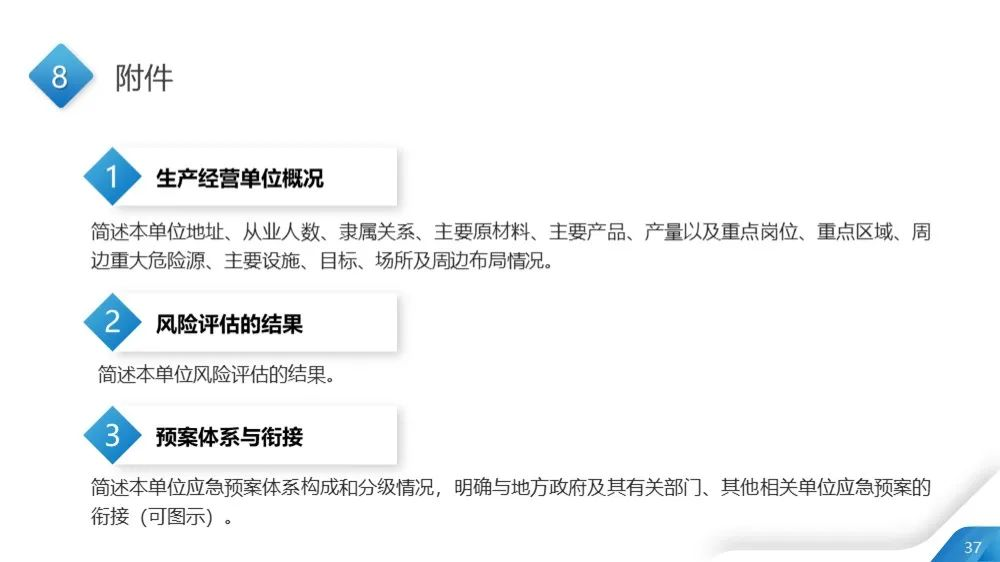 8
附件
1
生产经营单位概况
简述本单位地址、从业人数、隶属关系、主要原材料、主要产品、产量以及重点岗位、重点区域、周
边重大危险源、主要设施、目标、场所及周边布局情况。
2
风险评估的结果
简述本单位风险评估的结果。
3
预案体系与衔接
简述本单位应急预案体系构成和分级情况，明确与地方政府及其有关部门、其他相关单位应急预案的
衔接（可图示）。
37